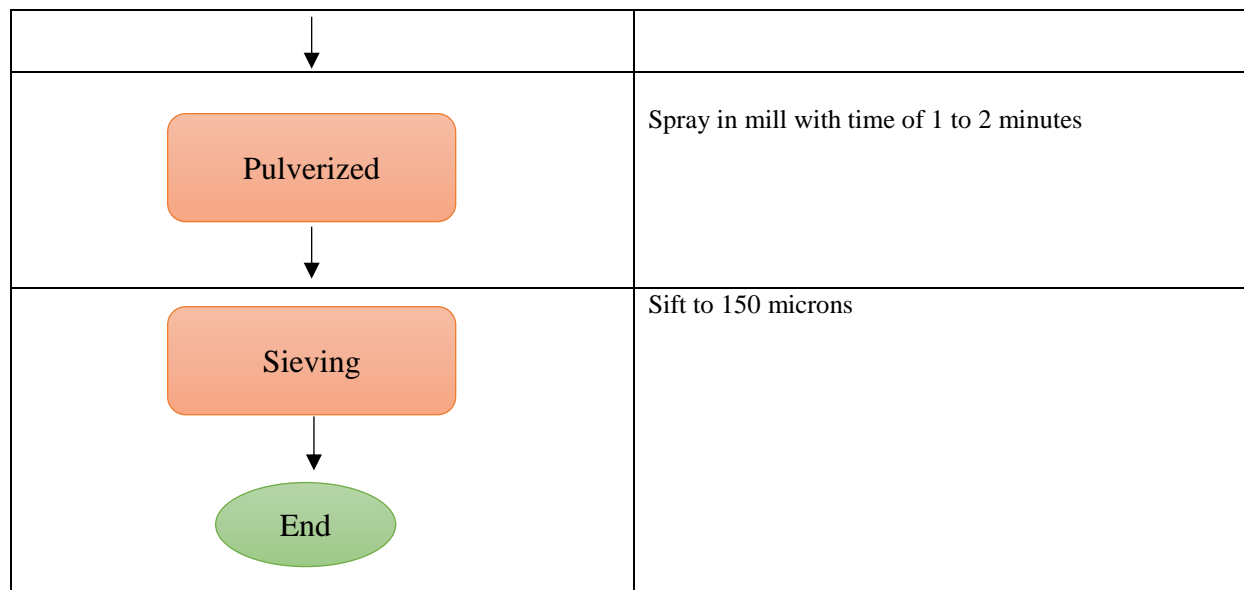 Pulverized
Spray in mill with time of 1 to 2 minutes
Sieving
Sift to 150 microns
End